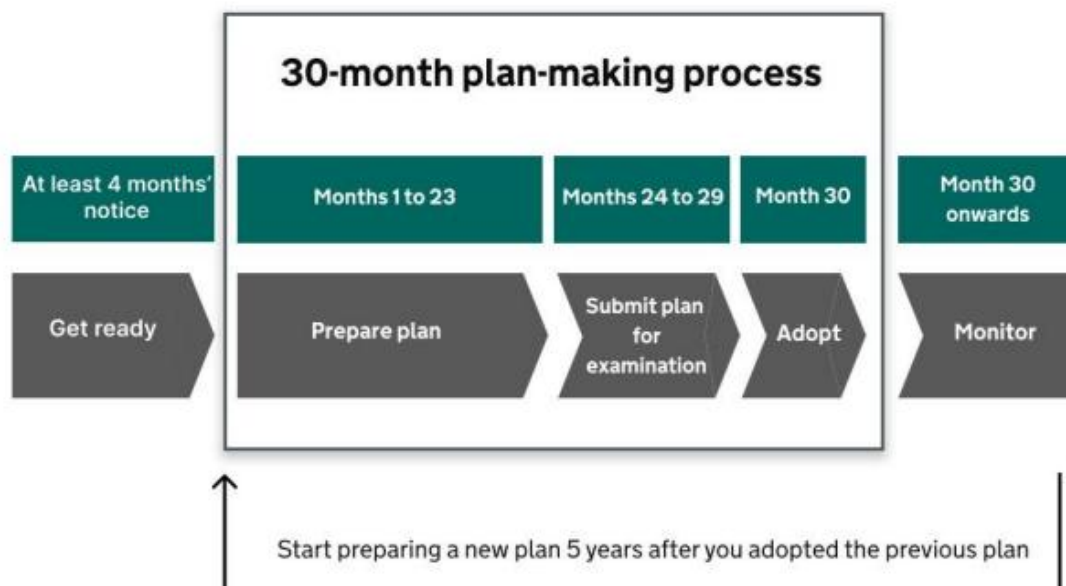 30-month plan-making process
At least 4 months’
notice
Months 1 to 23
Months 24 to 29
Month 30
Month 30
onwards
Get ready
Prepare plan
Submit plan
for
examination
Adopt
Monitor
Start preparing a new plan 5 years after you adopted the previous plan